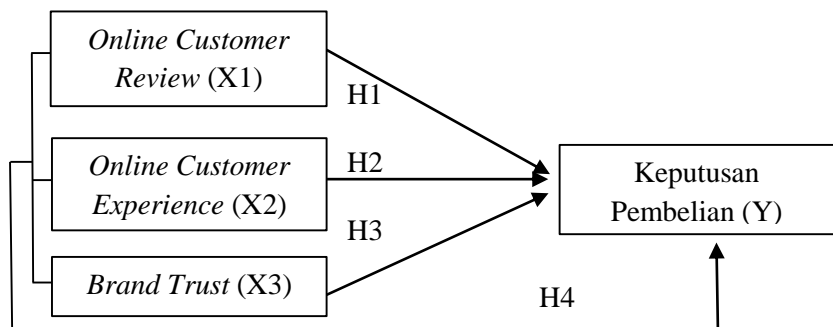 Online Customer
Review (X1)
H1
Online Customer
Experience (X2)
H2
Keputusan
Pembelian (Y)
H3
Brand Trust (X3)
H4